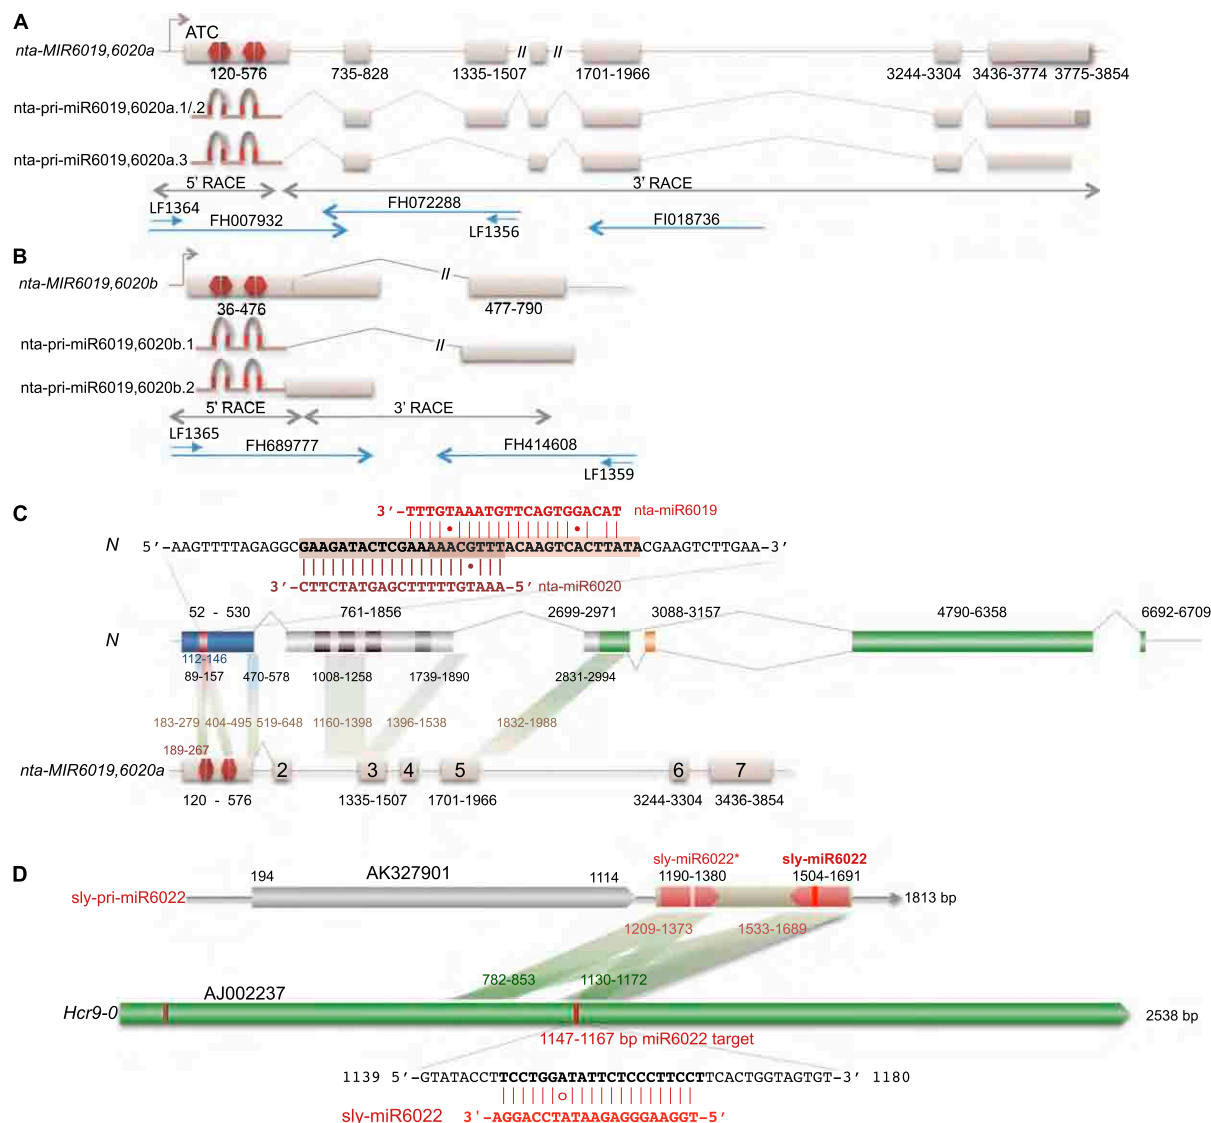 A
ATC
nta-MIR6019,6020a
// //
120-576 735-828 1335-1507 1701-1966 3244-3304 3436-3774 3775-3854
nta-pri-miR6019,6020a.1/.2
nta-pri-miR6019,6020a.3
5' RACE 3' RACE
LF1364 FH072288
FH007932 LF1356 FI018736
B
nta-MIR6019,6020b //
36-476 477-790
nta-pri-miR6019,6020b.1 //
nta-pri-miR6019,6020b.2
5' RACE 3' RACE
LF1365 FH689777 FH414608
LF1359
C
3'-TTTGTAAATGTTCAGTGGACAT nta-miR6019
N 5'-AAGTTTTAGAGGCGAAGATACTCGAAAAACGTTTACAAGTCACTTATACGAAGTCTTGAA-3'
3'-CTTCTATGAGCTTTTTGTAAA-5' nta-miR6020
52 - 530 761-1856 2699-2971 3088-3157 4790-6358 6692-6709
N
112-146
89-157 470-578 1008-1258 1739-1890 2831-2994
183-279 404-495 519-648 1160-1398 1396-1538 1832-1988
189-267
nta-MIR6019,6020a 2 3 4 5 6 7
120 - 576 1335-1507 1701-1966 3244-3304 3436-3854
D
sly-miR6022* sly-miR6022
194 AK327901 1114 1190-1380 1504-1691
sly-pri-miR6022 1813 bp
1209-1373 1533-1689
782-853 1130-1172
AJ002237
Hcr9-0 2538 bp
1147-1167 bp miR6022 target
1139 5'-GTATACCTTCCTGGATATTCTCCCTTCCTTCACTGGTAGTGT-3' 1180
sly-miR6022 3'-AGGACCTATAAGAGGGAAGGT-5'